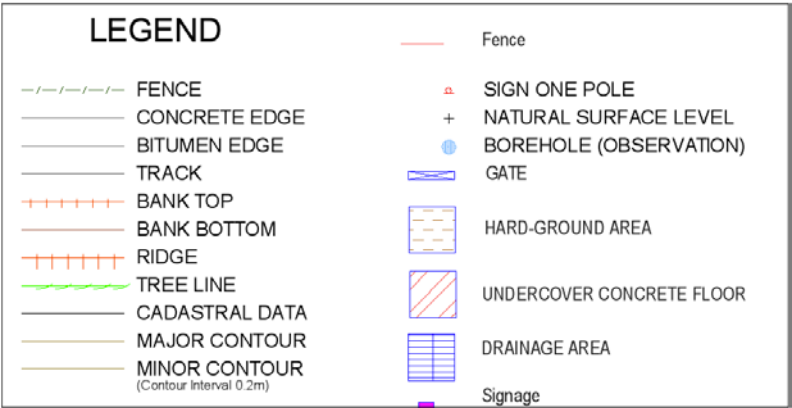 LEGEND
FENCE
CONCRETE EDGE
BITUMEN EDGE
TRACK
BANK TOP
BANK BOTTOM
RIDGE
TREE LINE
CADASTRAL DATA
MAJOR CONTOUR
MINOR CONTOUR
(Contour Interval 0.2m)
Fence
SIGN ONE POLE
NATURAL SURFACE LEVEL
BOREHOLE (OBSERVATION)
GATE
HARD-GROUND AREA
UNDERCOVER CONCRETE FLOOR
DRAINAGE AREA
Signage